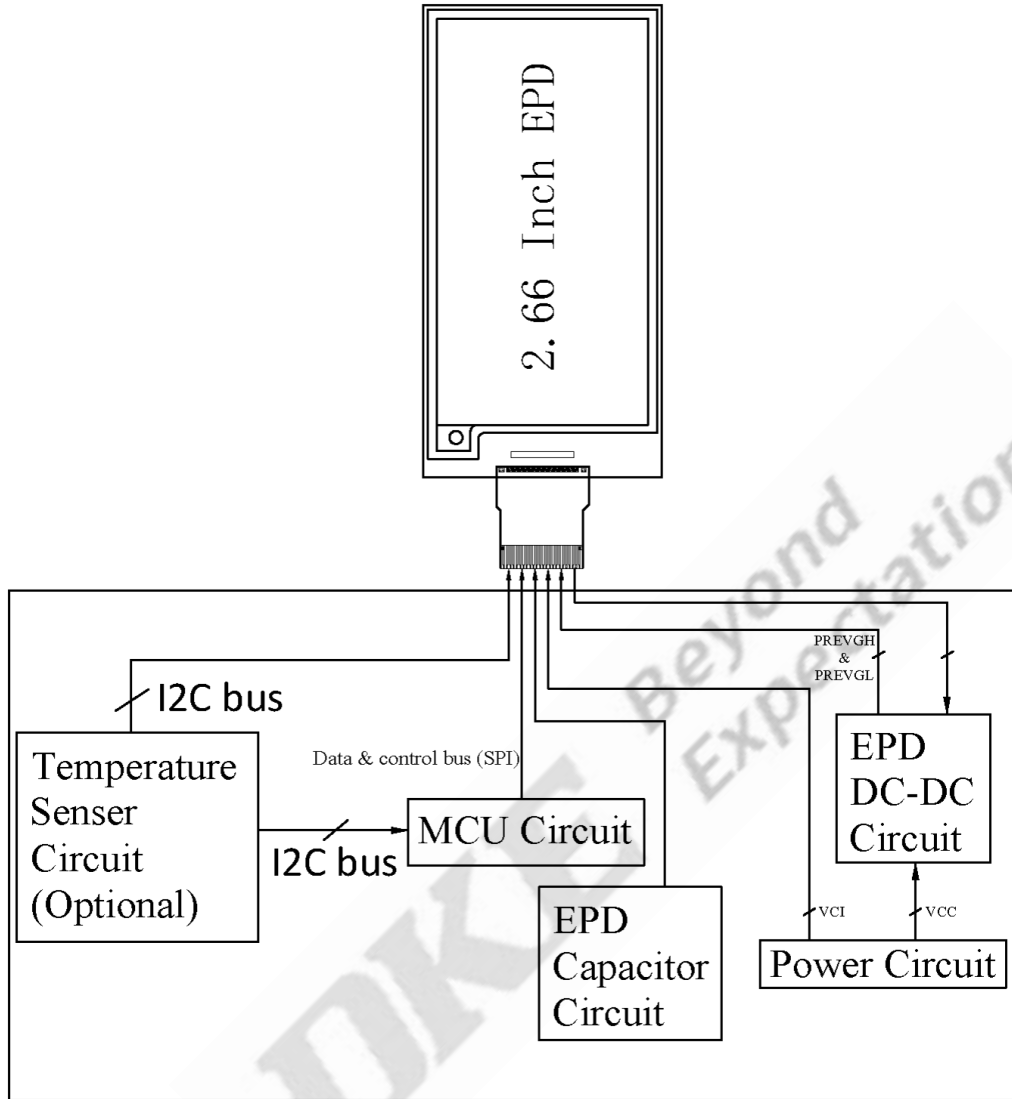 2.66 Inch EPD
PREVGH
&
PREVGL
I2C bus
Temperature
Senser
Circuit
(Optional)
Data & control bus (SPI)
MCU Circuit
I2C bus
EPD
DC-DC
Circuit
EPD
Capacitor
Circuit
VCI
VCC
Power Circuit
DKE
Beyond
Expectation